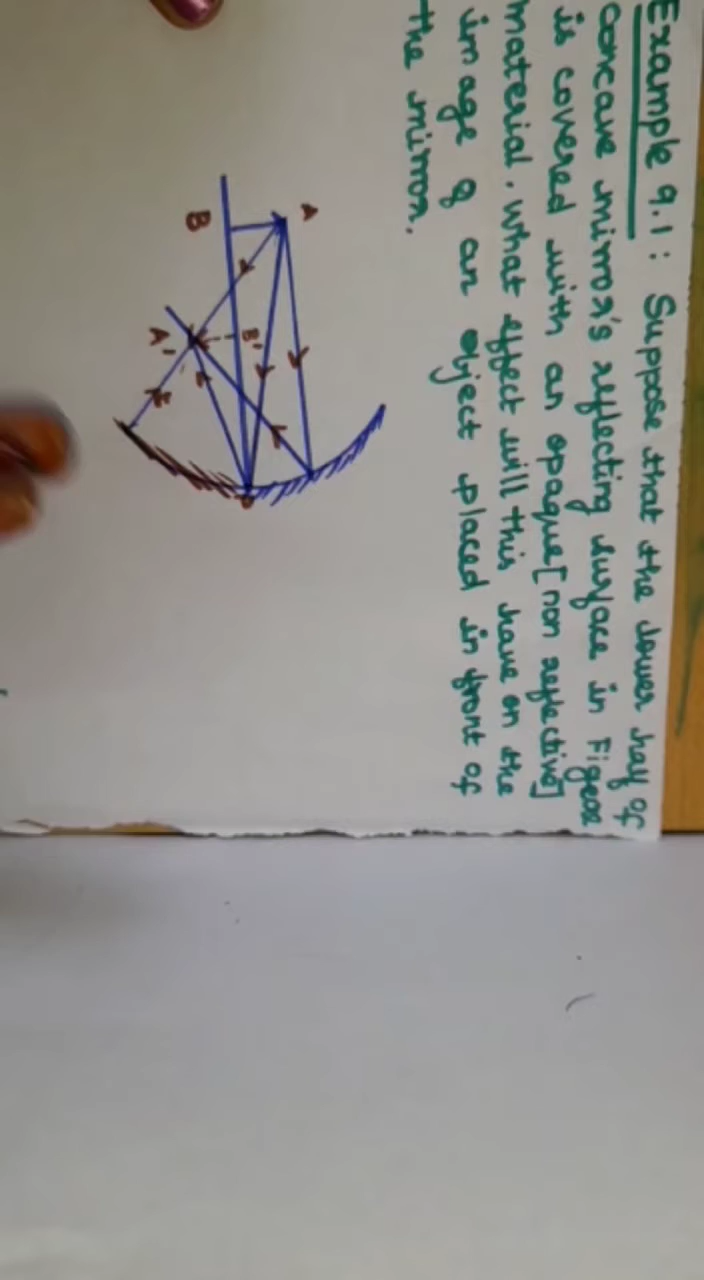 Example 9.1: Suppose that the lower half of
concave mirror's reflecting surface in Figure
is covered with an opaque [non reflective]
material. What effect will this have on the
image of an object placed in front of
the mirror.
A
B
B'
A'